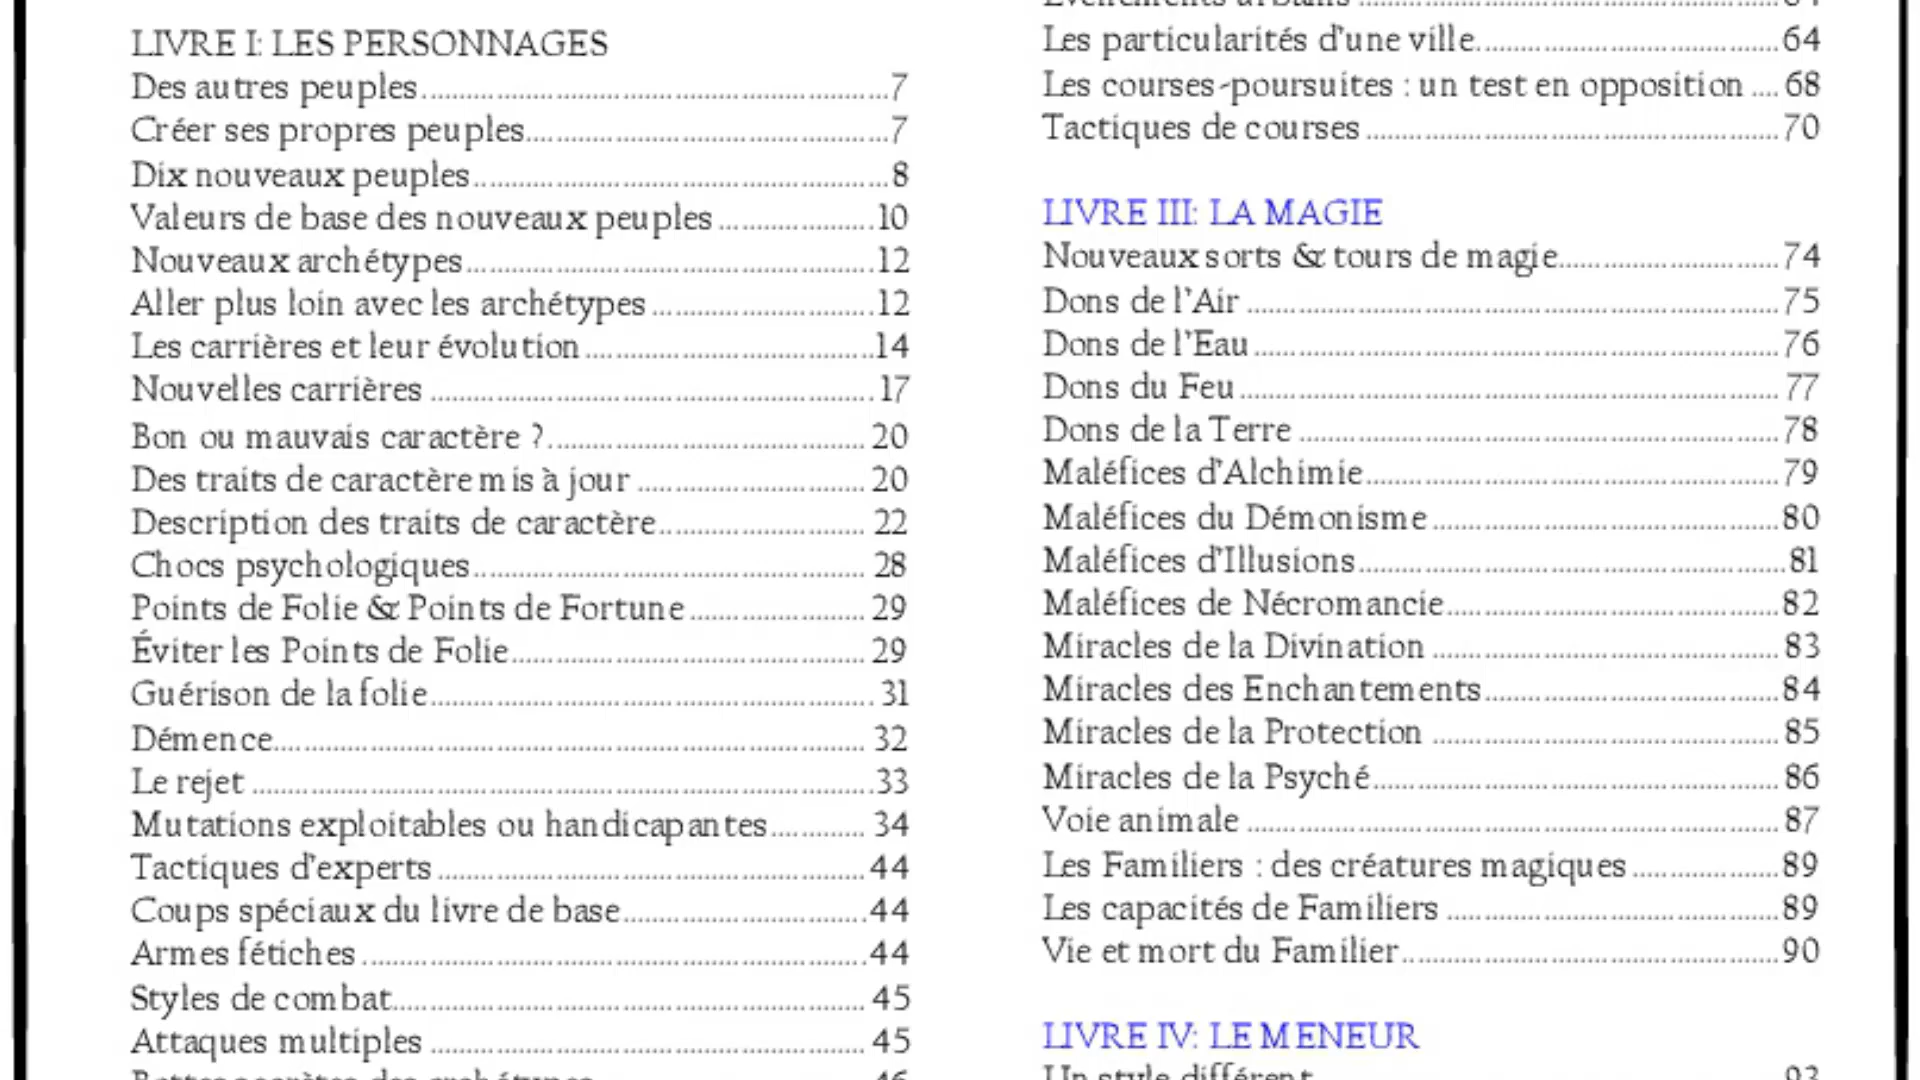 LIVRE I: LES PERSONNAGES
Des autres peuples...............................................................7
Créer ses propres peuples.................................................7
Dix nouveaux peuples........................................................8
Valeurs de base des nouveaux peuples ......................10
Nouveaux archétypes.......................................................12
Aller plus loin avec les archétypes ..............................12
Les carrières et leur évolution .......................................14
Nouvelles carrières ............................................................17
Bon ou mauvais caractère ?........................................... 20
Des traits de caractère mis à jour ............................... 20
Description des traits de caractère............................ 22
Chocs psychologiques..................................................... 28
Points de Folie & Points de Fortune ........................ 29
Éviter les Points de Folie................................................ 29
Guérison de la folie........................................................... 31
Démence................................................................................ 32
Le rejet ...................................................................................33
Mutations exploitables ou handicapantes............. 34
Tactiques d'experts ...........................................................44
Coups spéciaux du livre de base.................................44
Armes fétiches .....................................................................44
Styles de combat................................................................ 45
Attaques multiples ........................................................... 45
Les particularités d'une ville..........................................64
Les courses-poursuites : un test en opposition .... 68
Tactiques de courses .........................................................70
LIVRE III: LA MAGIE
Nouveaux sorts & tours de magie..............................74
Dons de l'Air ........................................................................75
Dons de l'Eau .......................................................................76
Dons du Feu .........................................................................77
Dons de la Terre ................................................................78
Maléfices d'Alchimie.........................................................79
Maléfices du Démonisme ...............................................80
Maléfices d'Illusions.......................................................... 81
Maléfices de Nécromancie..............................................82
Miracles de la Divination ...............................................83
Miracles des Enchantements.........................................84
Miracles de la Protection ................................................85
Miracles de la Psyché........................................................86
Voie animale ........................................................................87
Les Familiers : des créatures magiques ....................89
Les capacités de Familiers ..............................................89
Vie et mort du Familier....................................................90
LIVRE IV: LE MENEUR